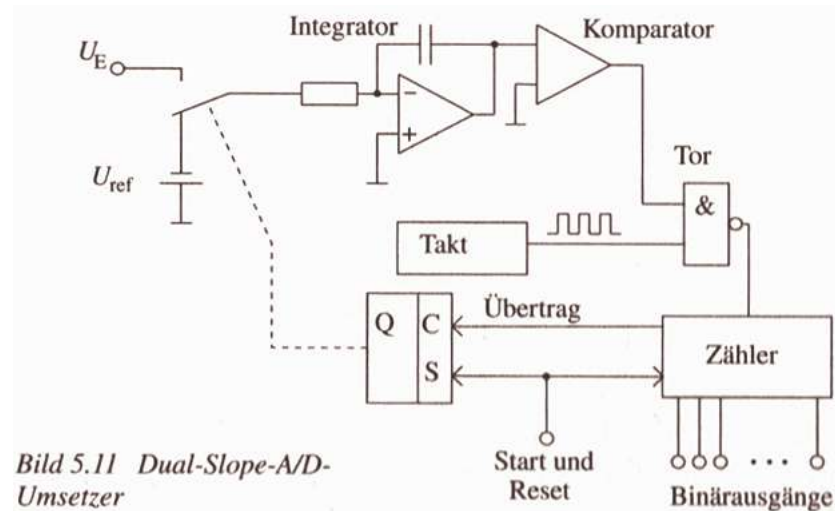 Integrator
Komparator
U_E
−
+
U_ref
Tor
&
Takt
Übertrag
Q
C
S
Zähler
Start und
Reset
Binärausgänge
Bild 5.11 Dual-Slope-A/D-
Umsetzer